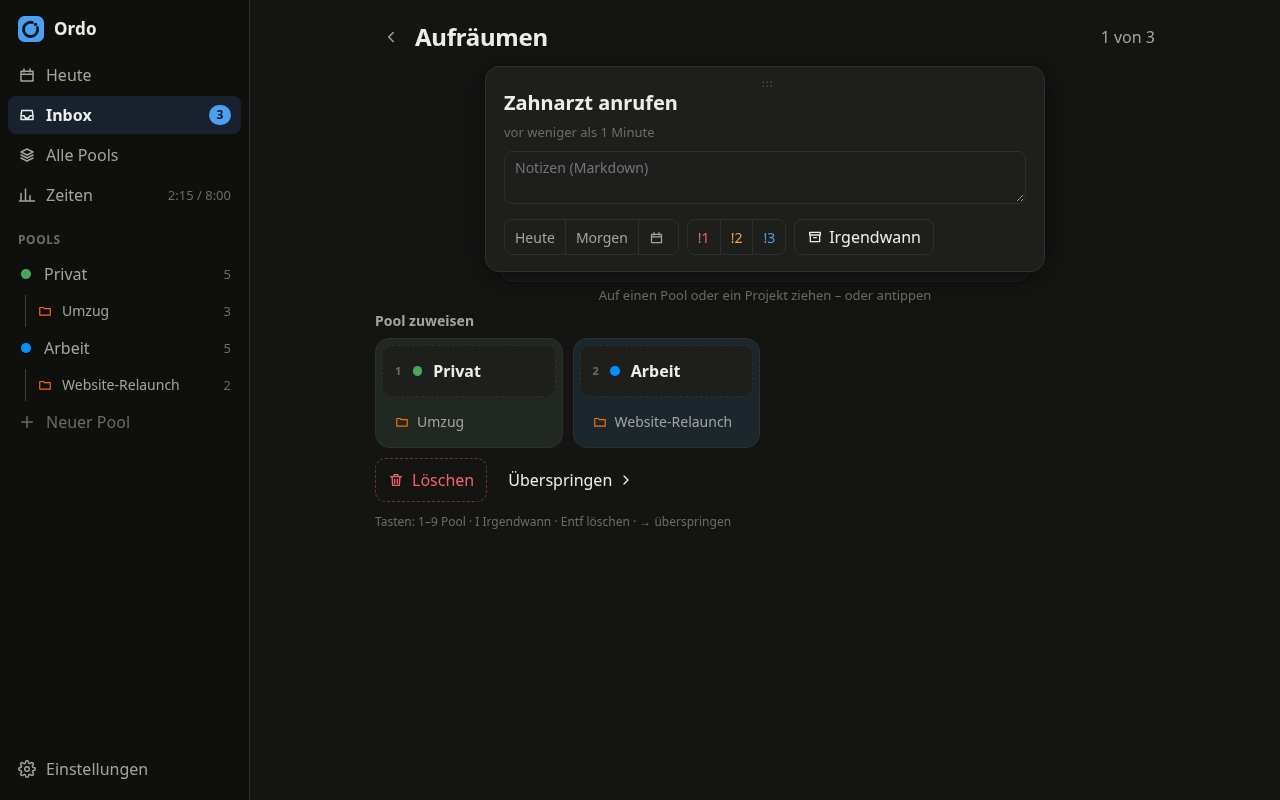 Ordo
Heute
Inbox 3
Alle Pools
Zeiten 2:15 / 8:00
POOLS
Privat 5
Umzug 3
Arbeit 5
Website-Relaunch 2
Neuer Pool
Einstellungen
Aufräumen 1 von 3
Zahnarzt anrufen
vor weniger als 1 Minute
Notizen (Markdown)
Heute Morgen !1 !2 !3 Irgendwann
Auf einen Pool oder ein Projekt ziehen – oder antippen
Pool zuweisen
1 Privat 2 Arbeit
Umzug Website-Relaunch
Löschen Überspringen
Tasten: 1–9 Pool · I Irgendwann · Entf löschen · → überspringen